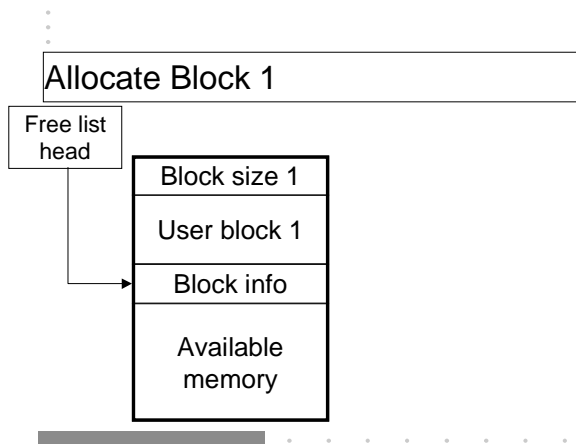 Allocate Block 1
Free list
head
Block size 1
User block 1
Block info
Available
memory